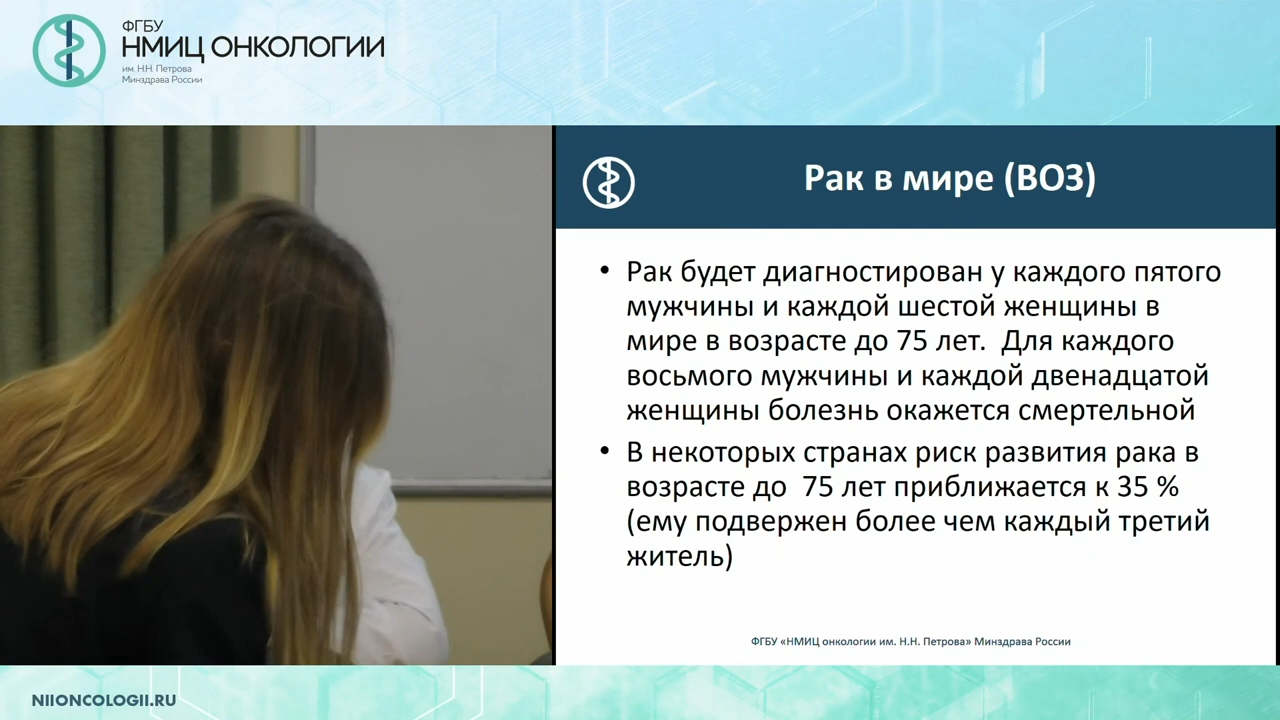 ФГБУ
НМИЦ ОНКОЛОГИИ
им. Н.Н. Петрова
Минздрава России
Рак в мире (ВОЗ)
• Рак будет диагностирован у каждого пятого
мужчины и каждой шестой женщины в
мире в возрасте до 75 лет.  Для каждого
восьмого мужчины и каждой двенадцатой
женщины болезнь окажется смертельной
• В некоторых странах риск развития рака в
возрасте до  75 лет приближается к 35 %
(ему подвержен более чем каждый третий
житель)
ФГБУ «НМИЦ онкологии им. Н.Н. Петрова» Минздрава России
NIIONCOLOGII.RU